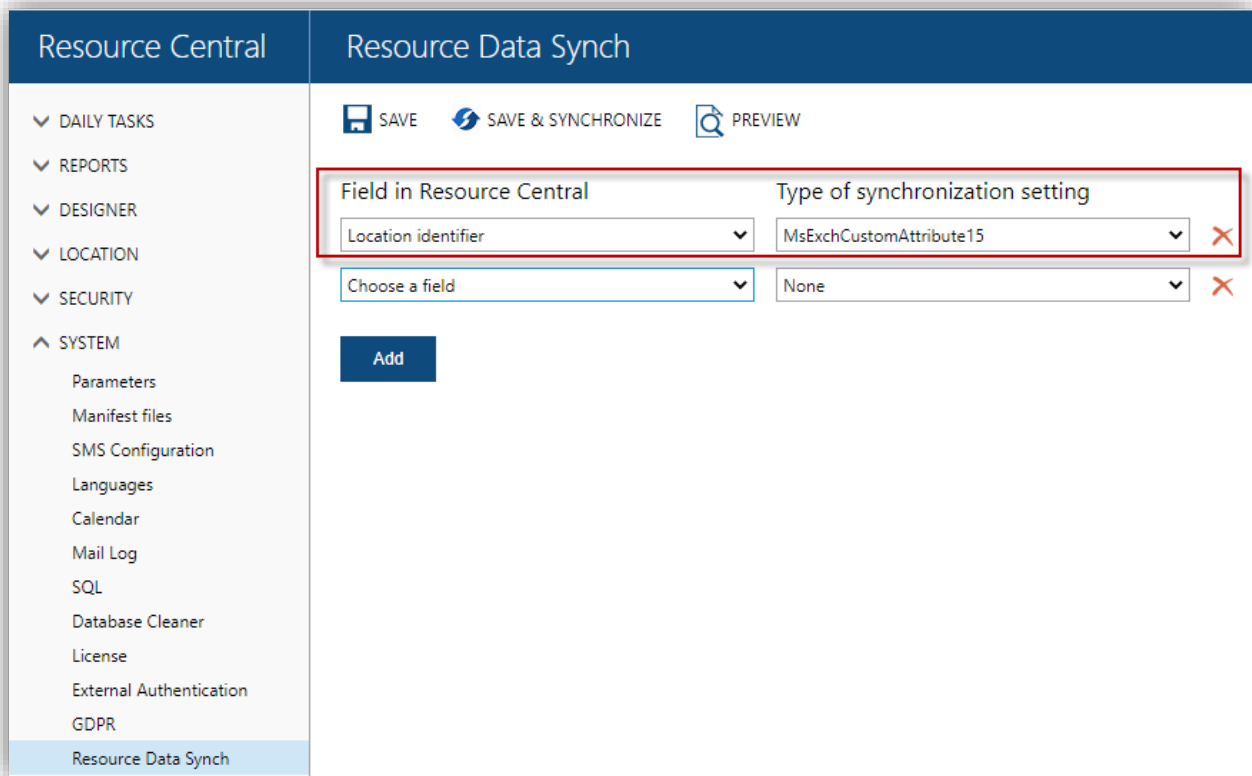 Resource Central
Resource Data Synch
DAILY TASKS
REPORTS
DESIGNER
LOCATION
SECURITY
SYSTEM
Parameters
Manifest files
SMS Configuration
Languages
Calendar
Mail Log
SQL
Database Cleaner
License
External Authentication
GDPR
Resource Data Synch
SAVE SAVE & SYNCHRONIZE PREVIEW
Field in Resource Central Type of synchronization setting
Location identifier MsExchCustomAttribute15
Choose a field None
Add